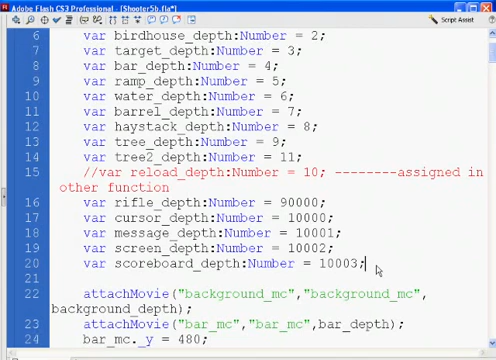 Adobe Flash CS3 Professional - [Shooter5b.fla*]
Script Assist
6 var birdhouse_depth:Number = 2;
7 var target_depth:Number = 3;
8 var bar_depth:Number = 4;
9 var ramp_depth:Number = 5;
10 var water_depth:Number = 6;
11 var barrel_depth:Number = 7;
12 var haystack_depth:Number = 8;
13 var tree_depth:Number = 9;
14 var tree2_depth:Number = 11;
15 //var reload_depth:Number = 10; --------assigned in
other function
16 var rifle_depth:Number = 90000;
17 var cursor_depth:Number = 10000;
18 var message_depth:Number = 10001;
19 var screen_depth:Number = 10002;
20 var scoreboard_depth:Number = 10003;
21
22 attachMovie("background_mc","background_mc",
background_depth);
23 attachMovie("bar_mc","bar_mc",bar_depth);
24 bar_mc._y = 480;